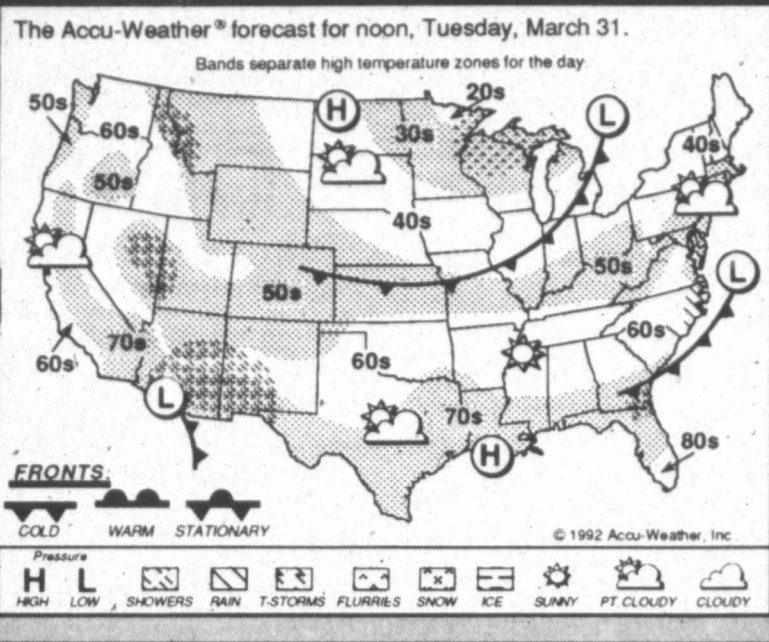 The Accu-Weather® forecast for noon, Tuesday, March 31.
Bands separate high temperature zones for the day.
50s
60s
50s
H
20s
30s
L
40s
40s
50s
50s
L
70s
60s
60s
60s
L
70s
H
80s
FRONTS:
COLD WARM STATIONARY
© 1992 Accu-Weather, Inc.
Pressure
H L
HIGH LOW SHOWERS RAIN T-STORMS FLURRIES SNOW ICE SUNNY PT. CLOUDY CLOUDY